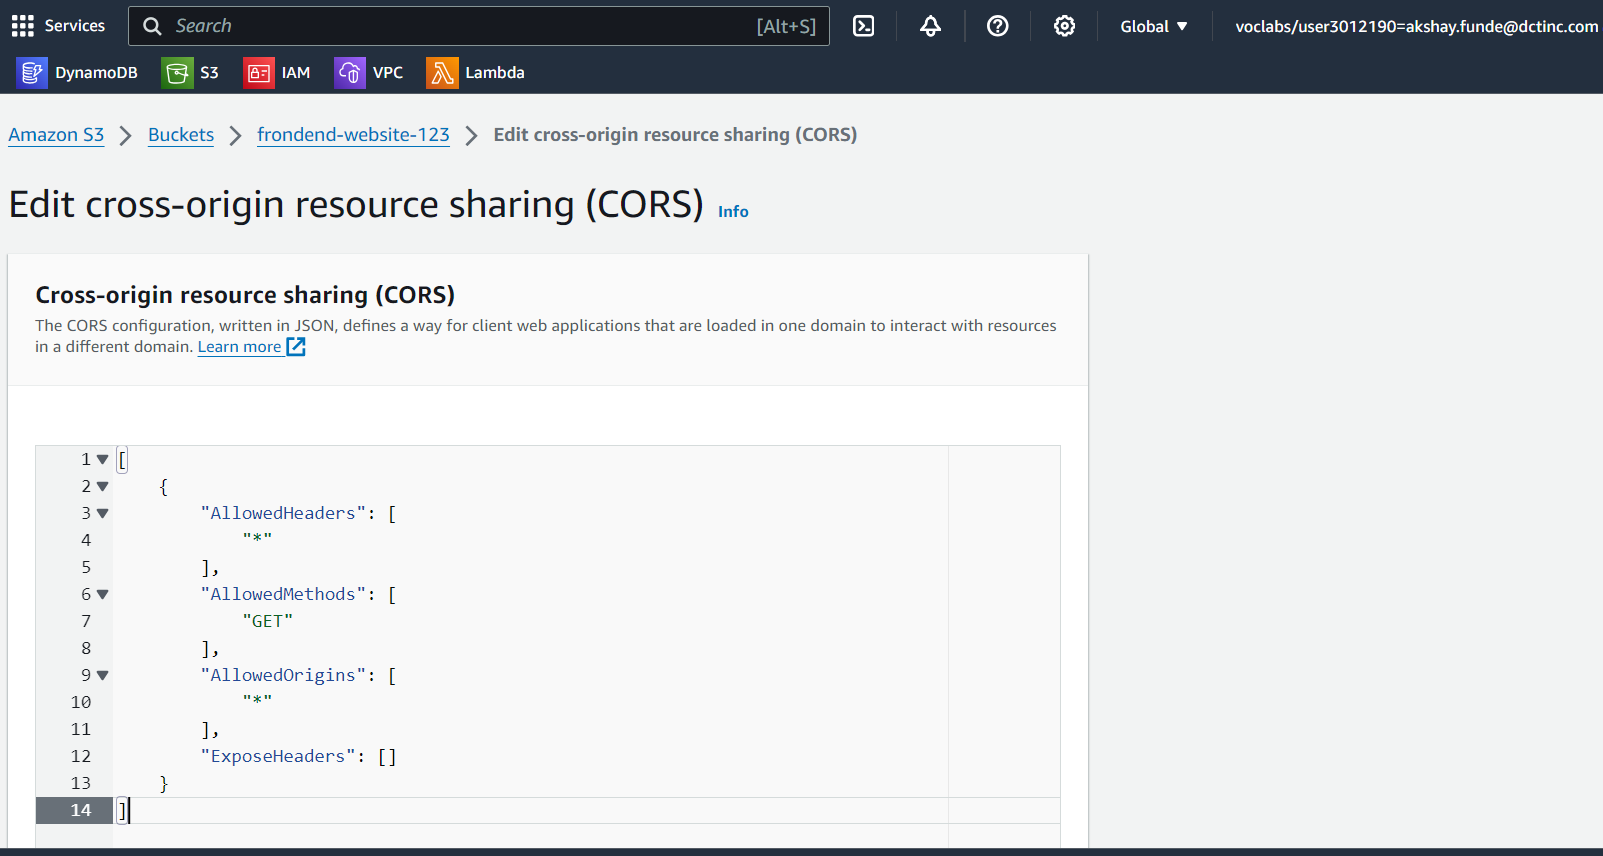 Services Search [Alt+S] Global voclabs/user3012190=akshay.funde@dctinc.com
DynamoDB S3 IAM VPC Lambda
Amazon S3 Buckets frondend-website-123 Edit cross-origin resource sharing (CORS)
Edit cross-origin resource sharing (CORS) Info
Cross-origin resource sharing (CORS)
The CORS configuration, written in JSON, defines a way for client web applications that are loaded in one domain to interact with resources
in a different domain. Learn more
1 [
2 {
3 "AllowedHeaders": [
4 "*"
5 ],
6 "AllowedMethods": [
7 "GET"
8 ],
9 "AllowedOrigins": [
10 "*"
11 ],
12 "ExposeHeaders": []
13 }
14 ]